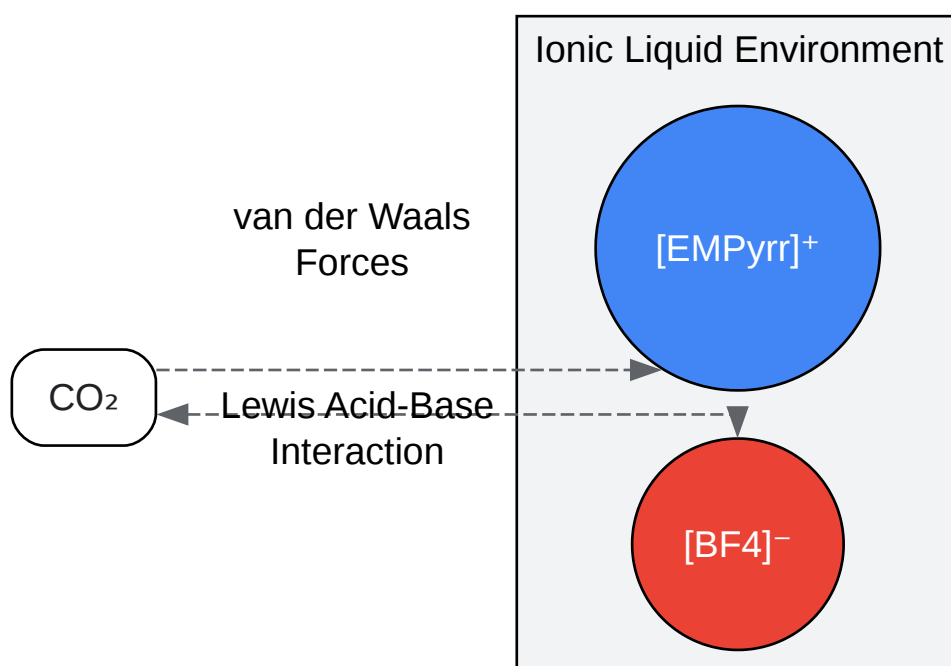 Ionic Liquid Environment
van der Waals
Forces
[EMPyrr]⁺
CO₂
Lewis Acid-Base
Interaction
[BF4]⁻